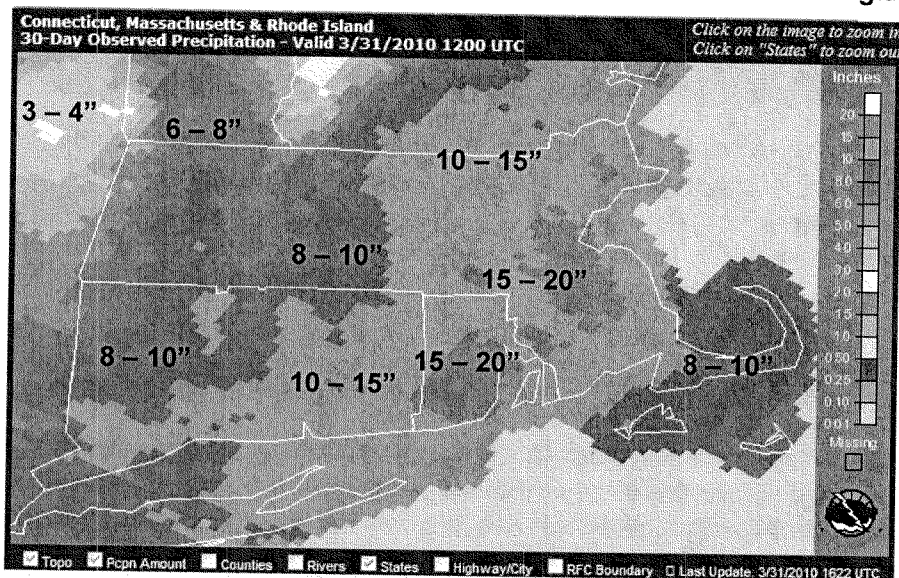 Connecticut, Massachusetts & Rhode Island
30-Day Observed Precipitation - Valid 3/31/2010 1200 UTC
Click on the image to zoom in
Click on "States" to zoom out
Inches
3 – 4”
6 – 8”
10 – 15”
8 – 10”
15 – 20”
8 – 10”
10 – 15”
15 – 20”
8 – 10”
20
15
10
8.0
6.0
5.0
4.0
3.0
2.0
1.5
1.0
0.50
0.25
0.10
0.01
Missing
Topo Pcpn Amount Counties Rivers States Highway/City RFC Boundary Last Update: 3/31/2010 1622 UTC